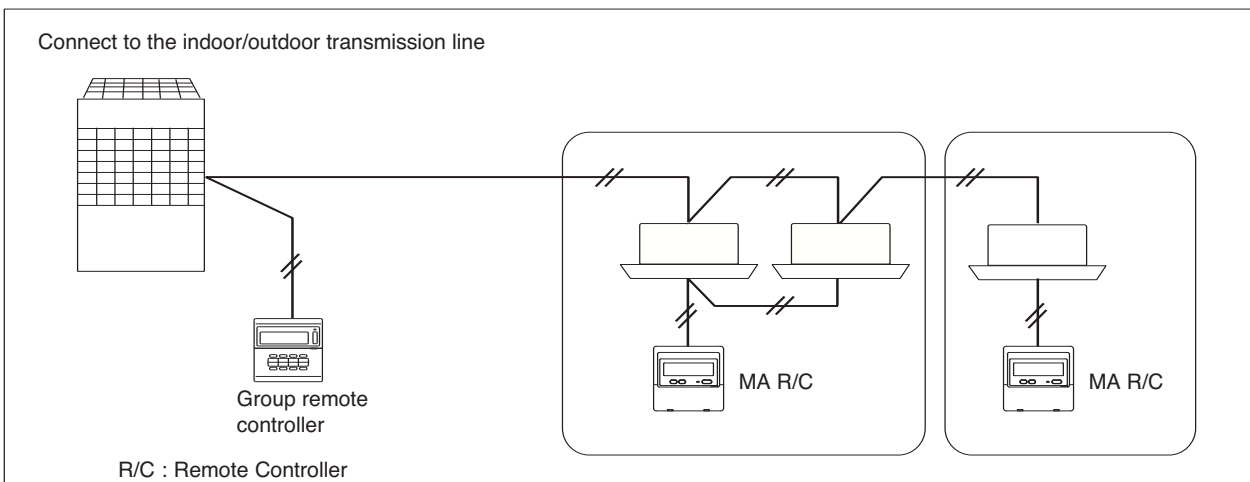 Connect to the indoor/outdoor transmission line
MA R/C
MA R/C
Group remote
controller
R/C : Remote Controller